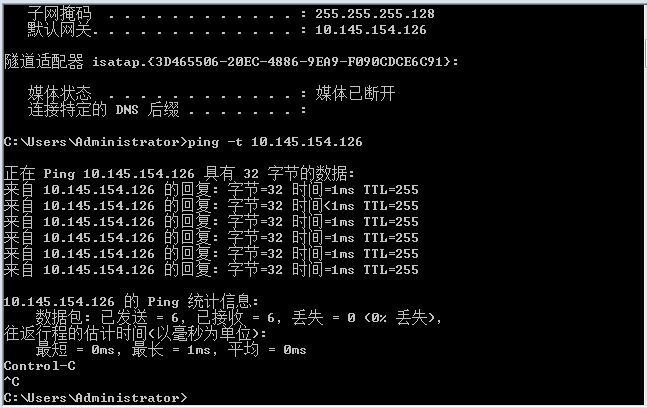 子网掩码 . . . . . . . . . . . . : 255.255.255.128
默认网关. . . . . . . . . . . . . : 10.145.154.126
隧道适配器 isatap.{3D465506-20EC-4886-9EA9-F090CDCE6C91}:
媒体状态 . . . . . . . . . . . . : 媒体已断开
连接特定的 DNS 后缀 . . . . . . . :
C:\Users\Administrator>ping -t 10.145.154.126
正在 Ping 10.145.154.126 具有 32 字节的数据:
来自 10.145.154.126 的回复: 字节=32 时间=1ms TTL=255
来自 10.145.154.126 的回复: 字节=32 时间<1ms TTL=255
来自 10.145.154.126 的回复: 字节=32 时间=1ms TTL=255
来自 10.145.154.126 的回复: 字节=32 时间=1ms TTL=255
来自 10.145.154.126 的回复: 字节=32 时间=1ms TTL=255
来自 10.145.154.126 的回复: 字节=32 时间=1ms TTL=255
10.145.154.126 的 Ping 统计信息:
数据包: 已发送 = 6, 已接收 = 6, 丢失 = 0 (0% 丢失),
往返行程的估计时间(以毫秒为单位):
最短 = 0ms, 最长 = 1ms, 平均 = 0ms
Control-C
^C
C:\Users\Administrator>